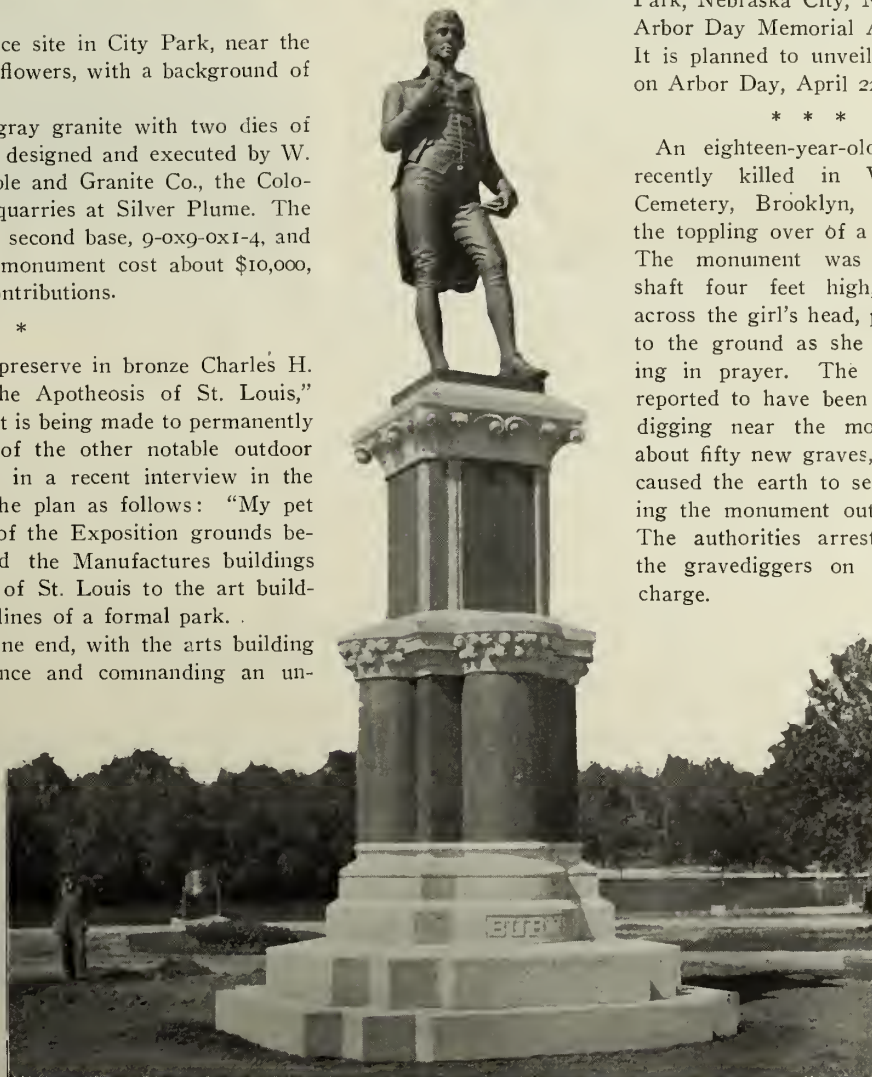 ce site in City Park, near the
flowers, with a background of
gray granite with two dies of
designed and executed by W.
ble and Granite Co., the Colo-
quarries at Silver Plume. The
second base, 9-0x9-0x1-4, and
monument cost about $10,000,
ntributions.
*
preserve in bronze Charles H.
he Apotheosis of St. Louis,"
t is being made to permanently
of the other notable outdoor
in a recent interview in the
he plan as follows: "My pet
of the Exposition grounds be-
d the Manufactures buildings
of St. Louis to the art build-
lines of a formal park. .
ne end, with the arts building
nce and commanding an un-
Park, Nebraska City, N
Arbor Day Memorial A
It is planned to unveil
on Arbor Day, April 22
* * *
An eighteen-year-ol
recently killed in W
Cemetery, Brooklyn,
the toppling over of a
The monument was
shaft four feet high,
across the girl's head, p
to the ground as she
ing in prayer. The
reported to have been
digging near the mo
about fifty new graves,
caused the earth to se
ing the monument out
The authorities arrest
the gravediggers on
charge.